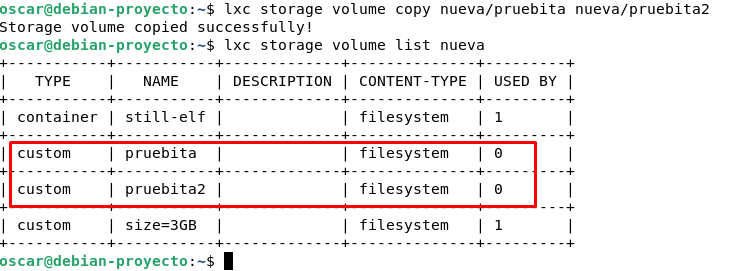 oscar@debian-proyecto:~$ lxc storage volume copy nueva/pruebita nueva/pruebita2
Storage volume copied successfully!
oscar@debian-proyecto:~$ lxc storage volume list nueva
+-----------+-----------+-------------+--------------+---------+
|   TYPE    |   NAME    | DESCRIPTION | CONTENT-TYPE | USED BY |
+-----------+-----------+-------------+--------------+---------+
| container | still-elf |             | filesystem   | 1       |
+-----------+-----------+-------------+--------------+---------+
| custom    | pruebita  |             | filesystem   | 0       |
+-----------+-----------+-------------+--------------+---------+
| custom    | pruebita2 |             | filesystem   | 0       |
+-----------+-----------+-------------+--------------+---------+
| custom    | size=3GB  |             | filesystem   | 1       |
+-----------+-----------+-------------+--------------+---------+
oscar@debian-proyecto:~$